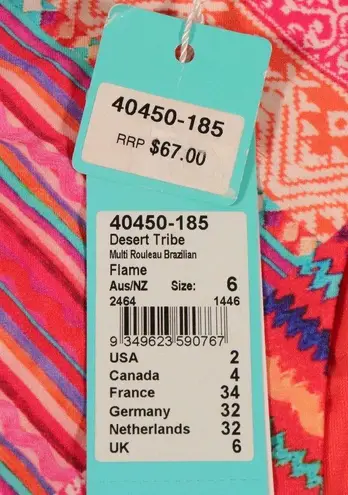 40450-185
RRP $67.00
40450-185
Desert Tribe
Multi Rouleau Brazilian
Flame
Aus/NZ Size: 6
2464 1446
9 349623 590767
USA 2
Canada 4
France 34
Germany 32
Netherlands 32
UK 6